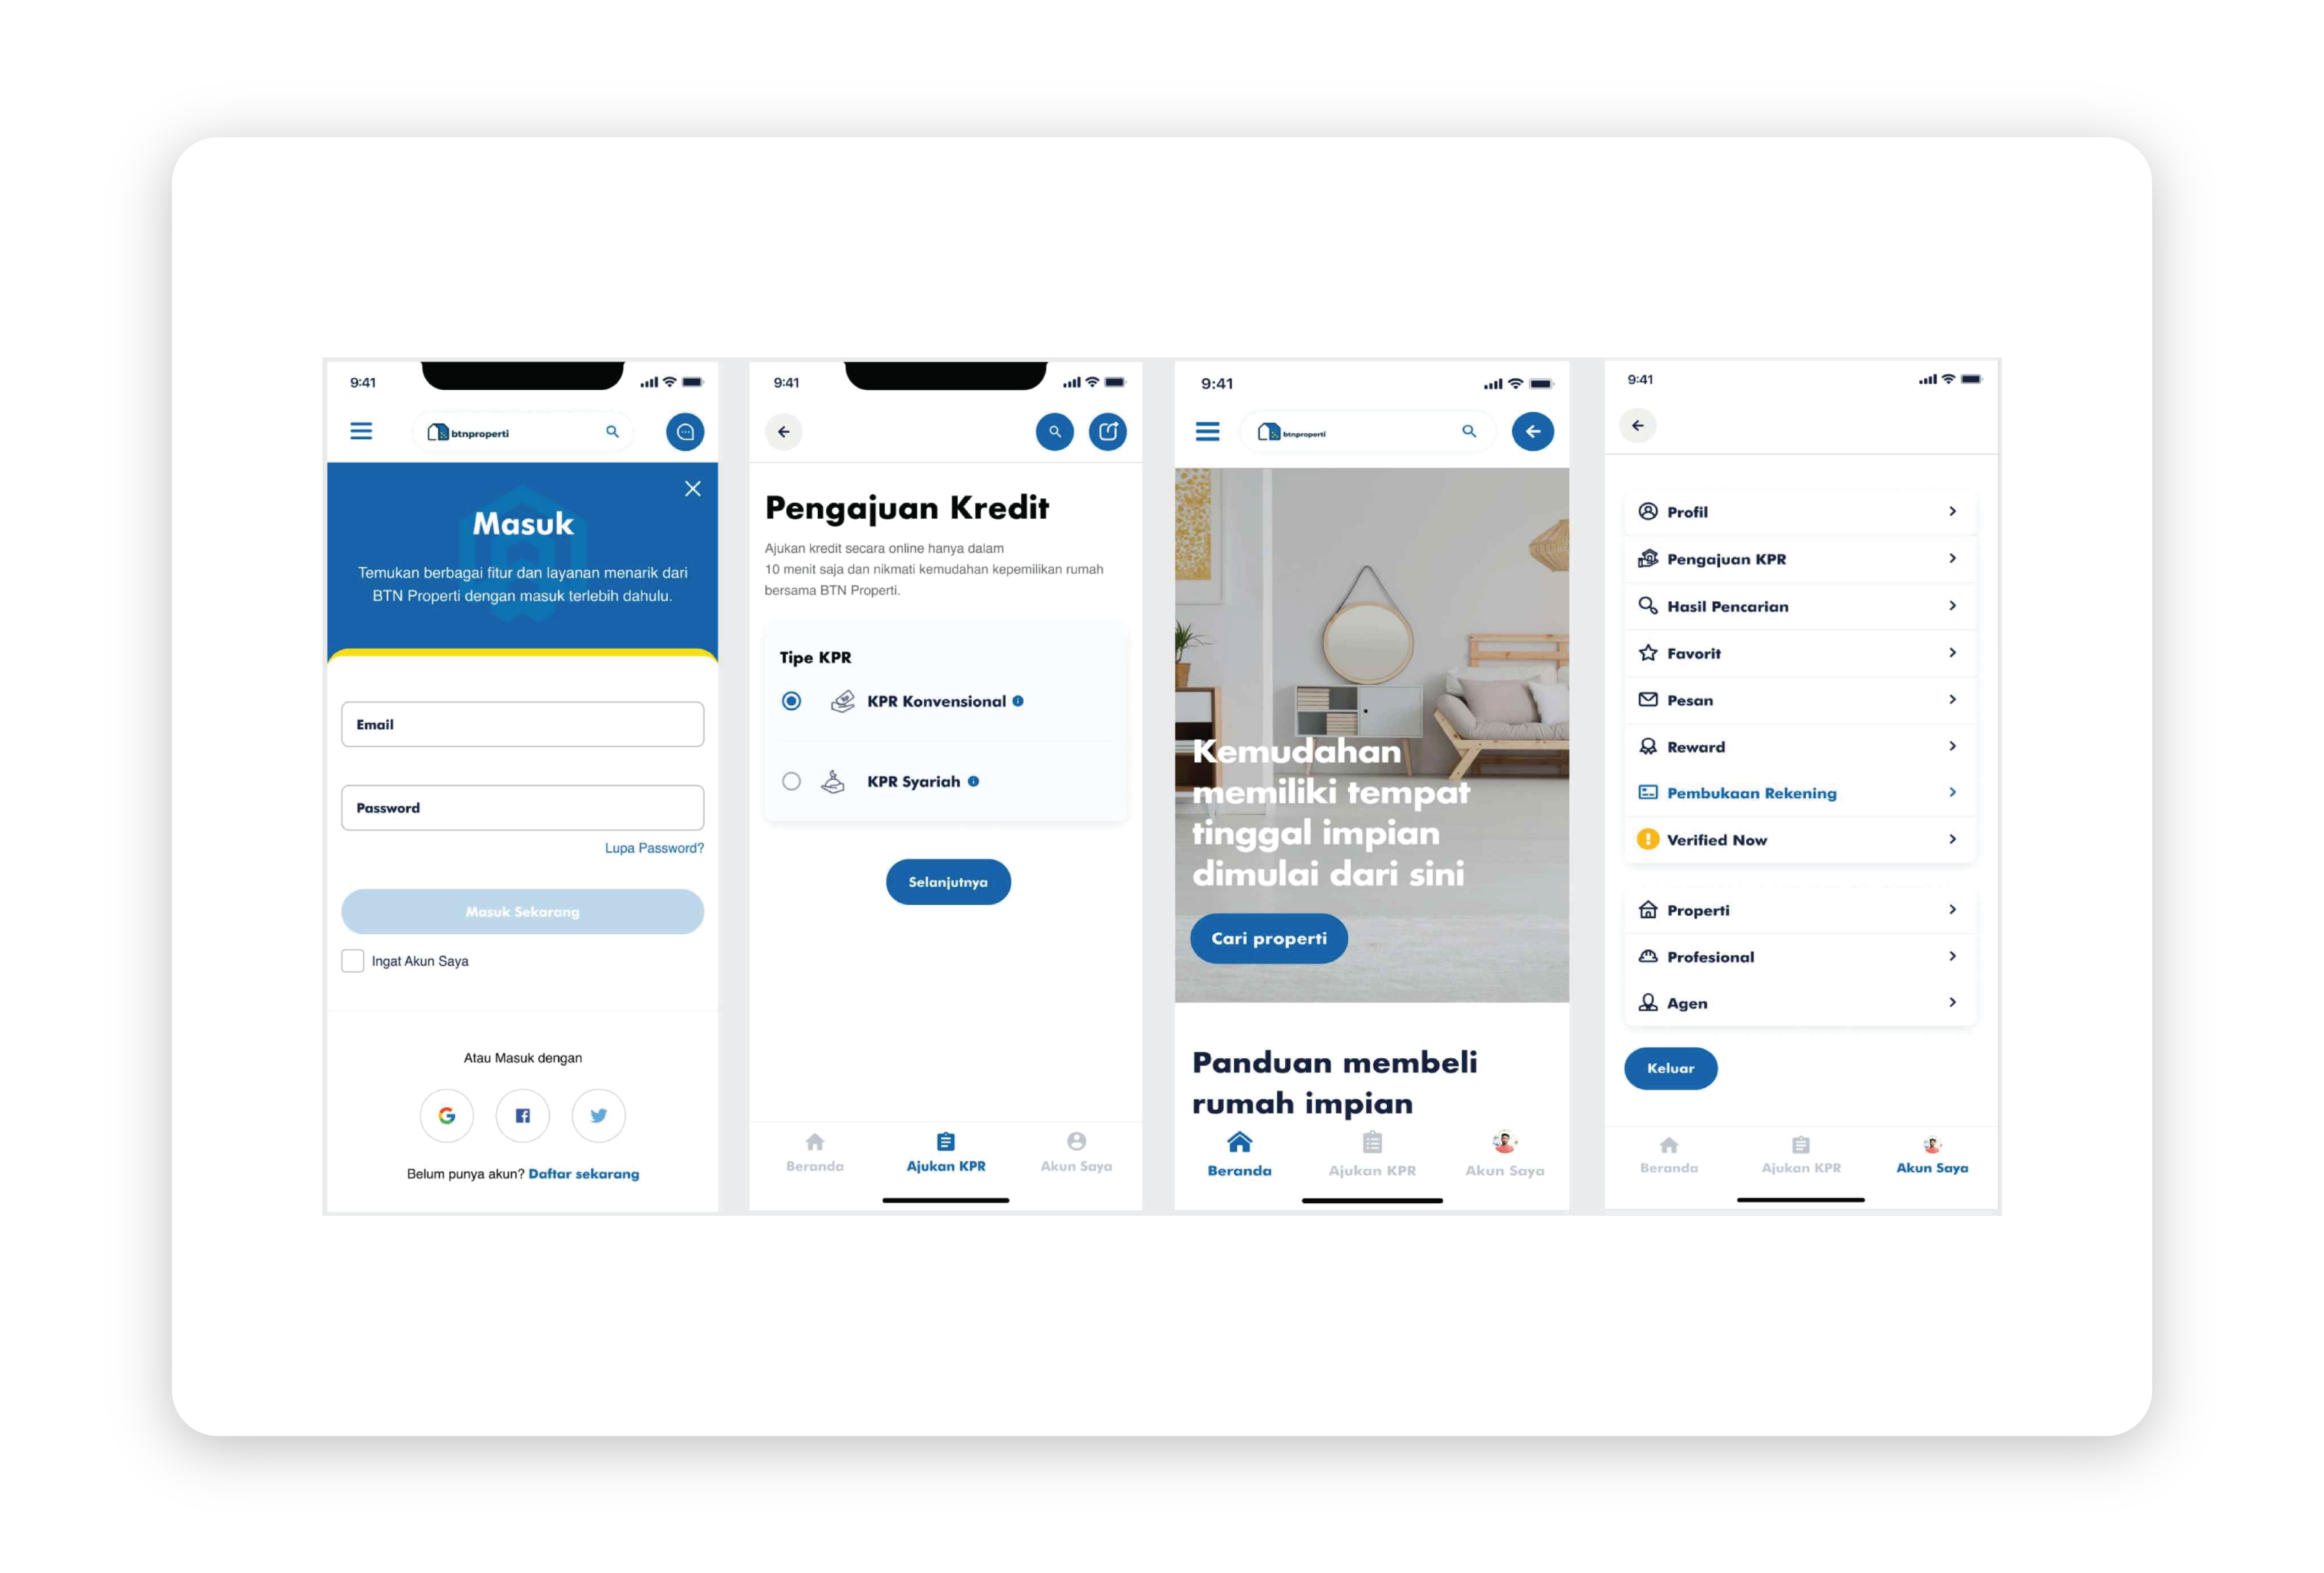 9:41
btnproperti
Masuk
Temukan berbagai fitur dan layanan menarik dari
BTN Properti dengan masuk terlebih dahulu.
Email
Password
Lupa Password?
Masuk Sekarang
Ingat Akun Saya
Atau Masuk dengan
Belum punya akun? Daftar sekarang
9:41
Pengajuan Kredit
Ajukan kredit secara online hanya dalam
10 menit saja dan nikmati kemudahan kepemilikan rumah
bersama BTN Properti.
Tipe KPR
KPR Konvensional
KPR Syariah
Selanjutnya
Beranda
Ajukan KPR
Akun Saya
9:41
btnproperti
Kemudahan
memiliki tempat
tinggal impian
dimulai dari sini
Cari properti
Panduan membeli
rumah impian
Beranda
Ajukan KPR
Akun Saya
9:41
Profil
Pengajuan KPR
Hasil Pencarian
Favorit
Pesan
Reward
Pembukaan Rekening
Verified Now
Properti
Profesional
Agen
Keluar
Beranda
Ajukan KPR
Akun Saya